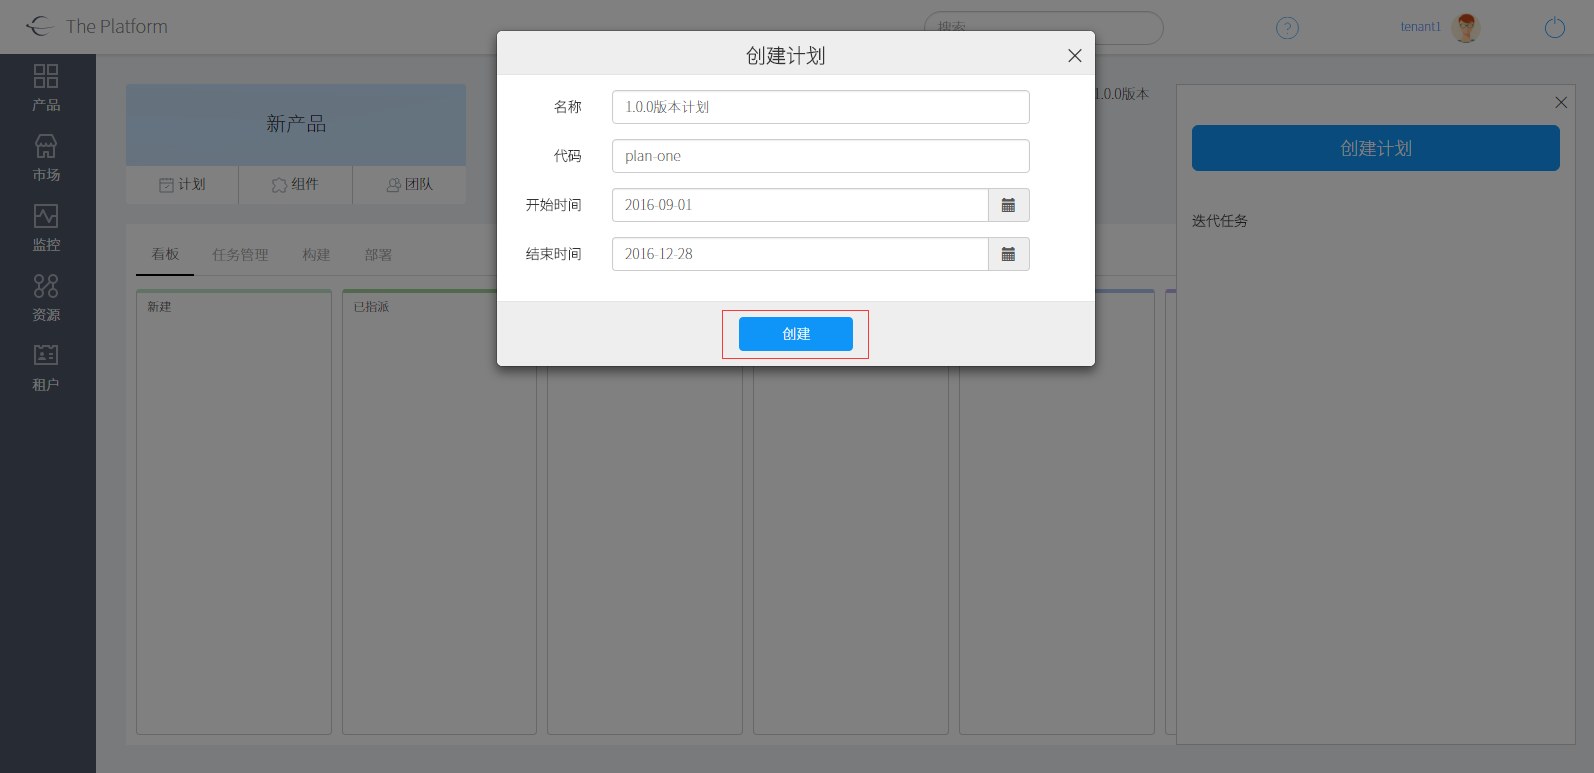 The Platform
搜索
?
tenant1
产品
市场
监控
资源
租户
新产品
计划
组件
团队
1.0.0版本
看板
任务管理
构建
部署
新建
已指派
创建计划
名称
1.0.0版本计划
代码
plan-one
开始时间
2016-09-01
结束时间
2016-12-28
创建
创建计划
迭代任务